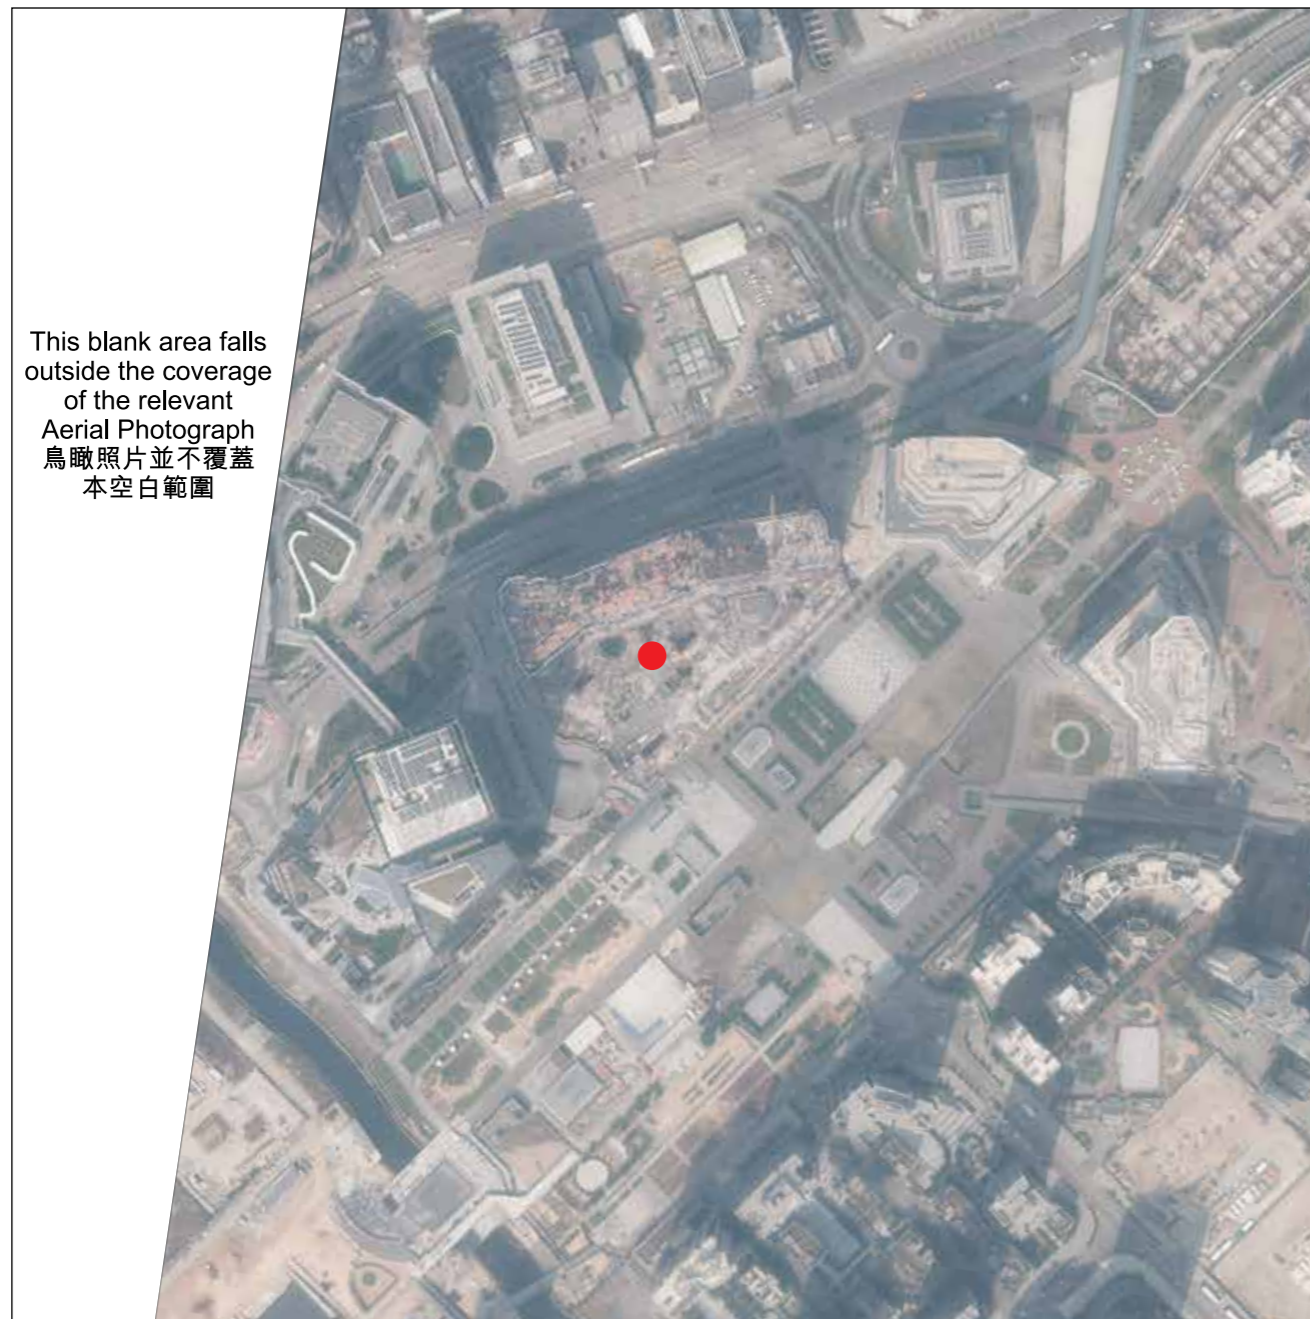 This blank area falls
outside the coverage
of the relevant
Aerial Photograph
鳥瞰照片並不覆蓋
本空白範圍